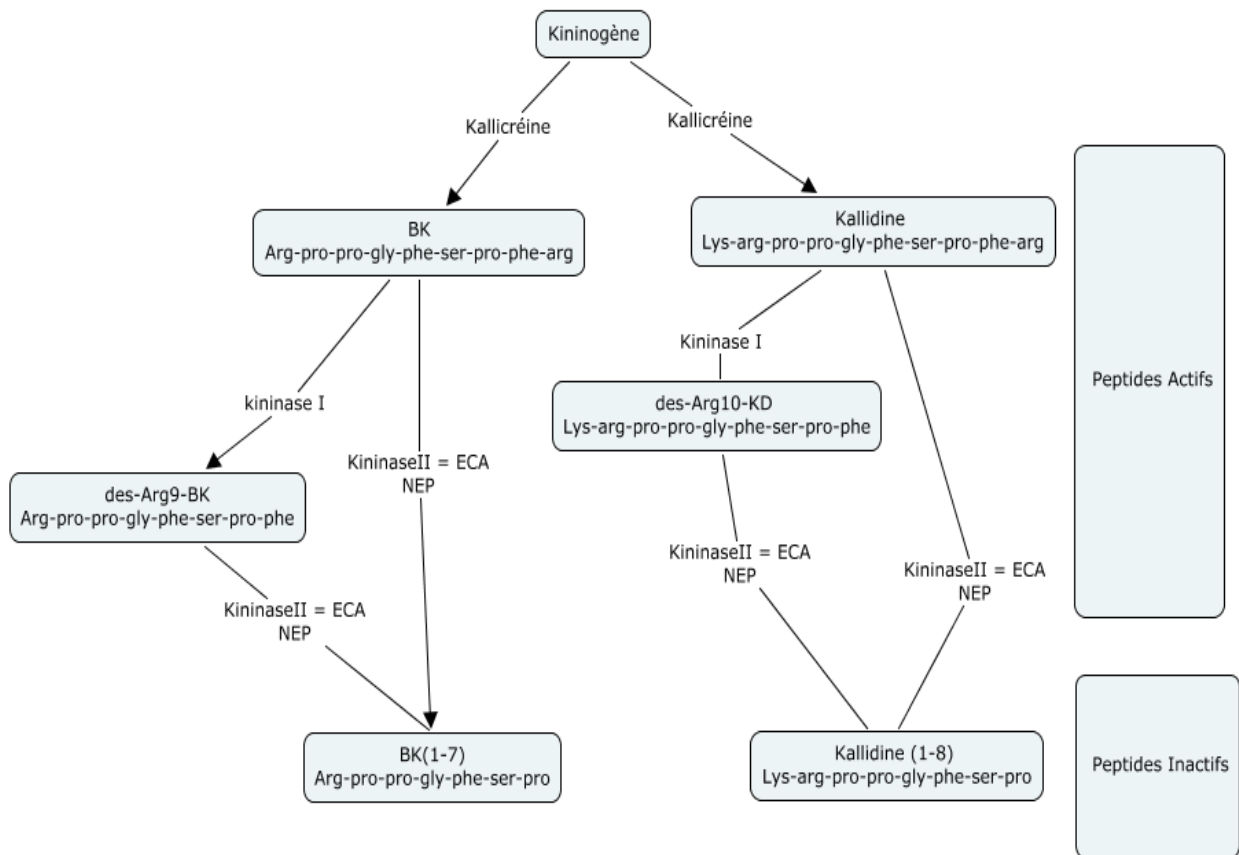 Kininogène
Kallicréine
Kallicréine
BK
Arg-pro-pro-gly-phe-ser-pro-phe-arg
Kallidine
Lys-arg-pro-pro-gly-phe-ser-pro-phe-arg
Kininase I
kininase I
des-Arg10-KD
Lys-arg-pro-pro-gly-phe-ser-pro-phe
Peptides Actifs
KininaseII = ECA
NEP
des-Arg9-BK
Arg-pro-pro-gly-phe-ser-pro-phe
KininaseII = ECA
NEP
KininaseII = ECA
NEP
KininaseII = ECA
NEP
BK(1-7)
Arg-pro-pro-gly-phe-ser-pro
Kallidine (1-8)
Lys-arg-pro-pro-gly-phe-ser-pro
Peptides Inactifs